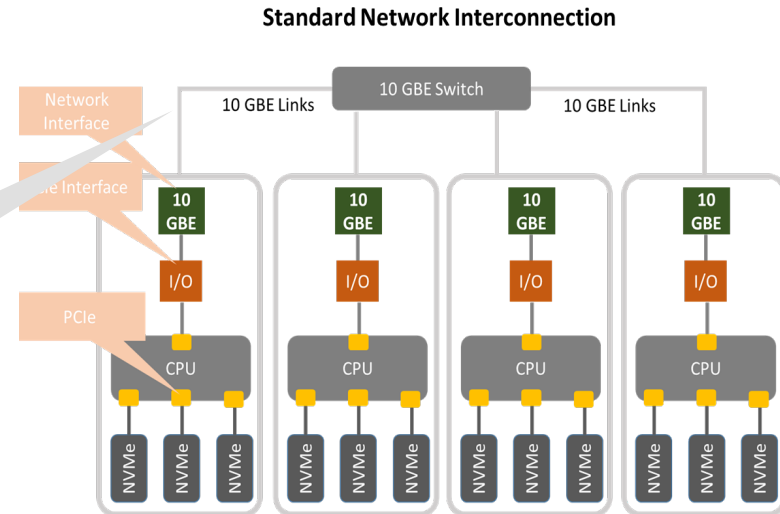 Standard Network Interconnection
10 GBE Switch
10 GBE Links
10 GBE Links
Network
Interface
Interface
PCIe
10
GBE
10
GBE
10
GBE
10
GBE
I/O
I/O
I/O
I/O
CPU
CPU
CPU
CPU
NVMe
NVMe
NVMe
NVMe
NVMe
NVMe
NVMe
NVMe
NVMe
NVMe
NVMe
NVMe